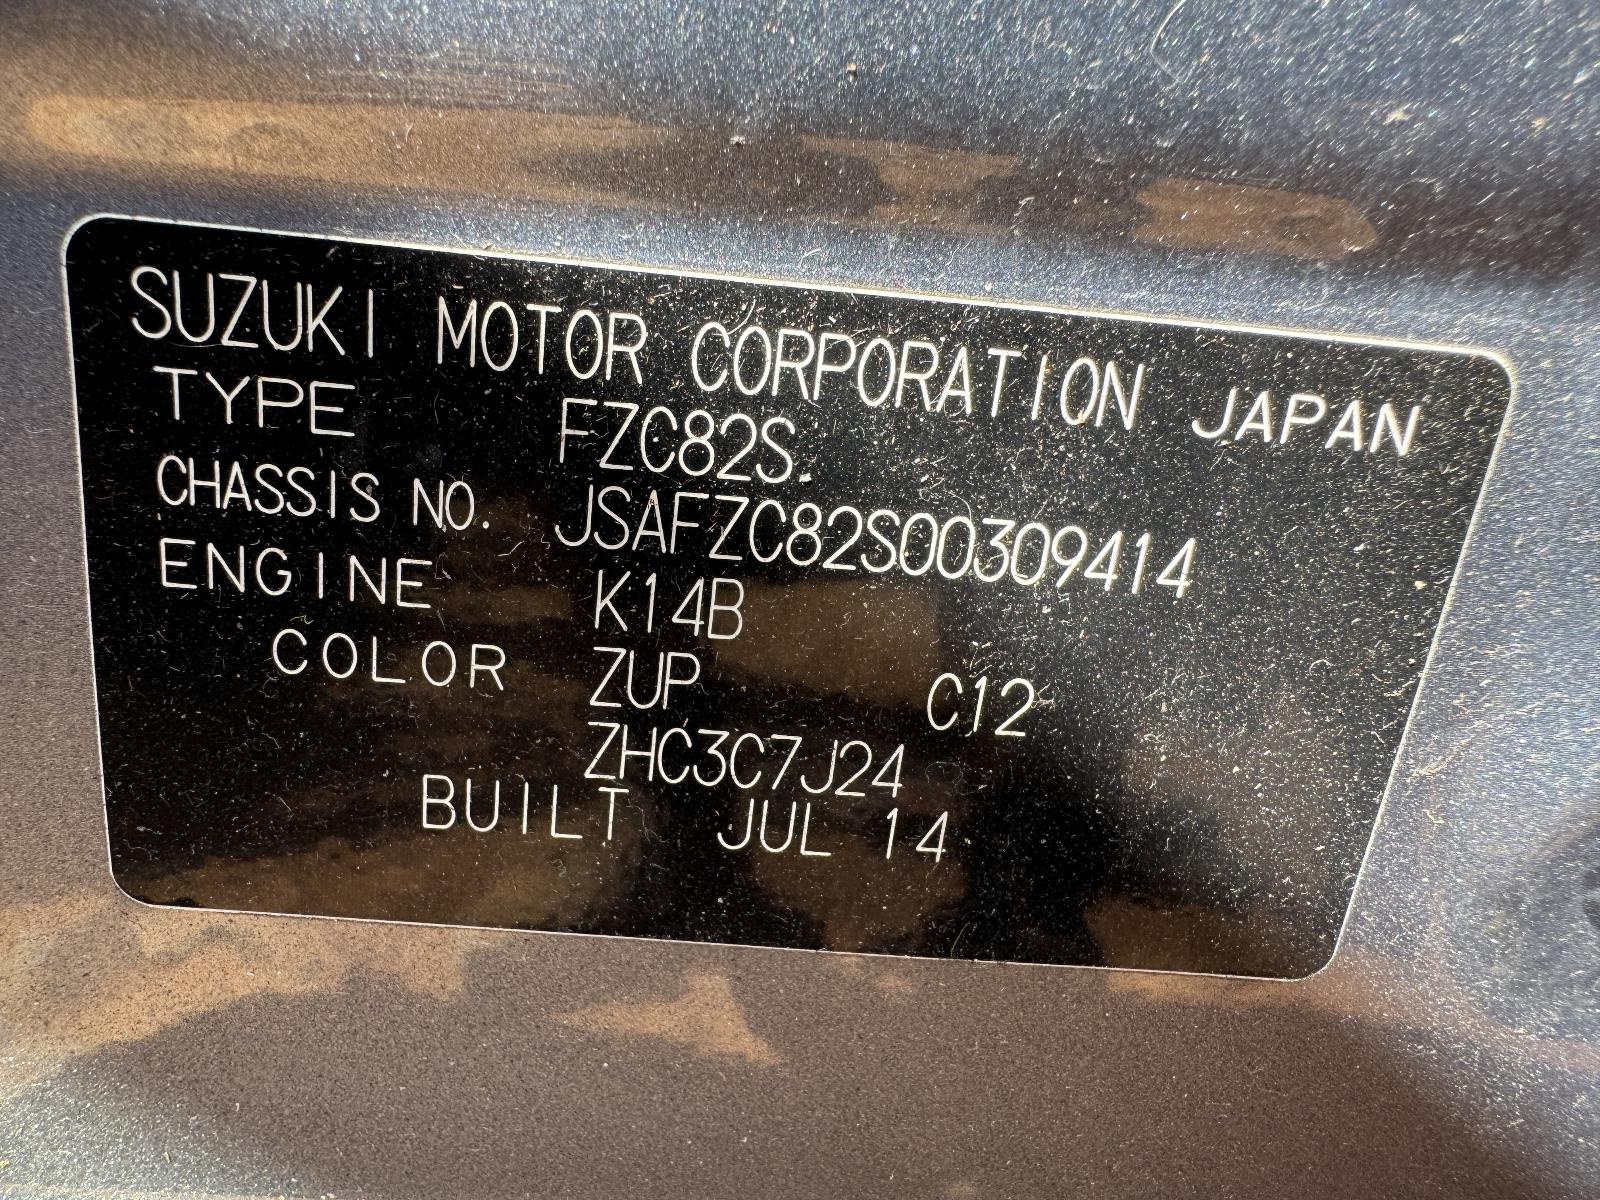 SUZUKI MOTOR CORPORATION JAPAN
TYPE FZC82S.
CHASSIS NO. JSAFZC82S00309414
ENGINE K14B
COLOR ZUP C12
ZHC3C7J24
BUILT JUL 14